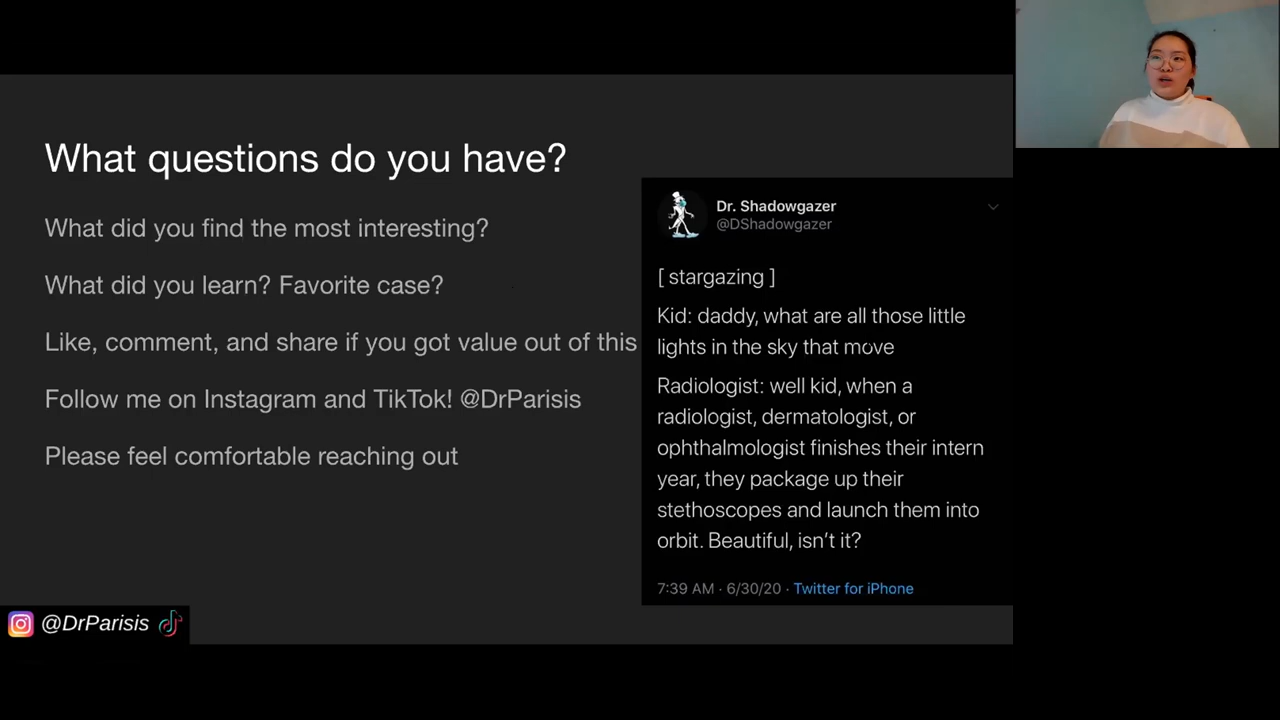 What questions do you have?
What did you find the most interesting?
What did you learn? Favorite case?
Like, comment, and share if you got value out of this
Follow me on Instagram and TikTok! @DrParisis
Please feel comfortable reaching out
Dr. Shadowgazer
@DShadowgazer
[ stargazing ]
Kid: daddy, what are all those little
lights in the sky that move
Radiologist: well kid, when a
radiologist, dermatologist, or
ophthalmologist finishes their intern
year, they package up their
stethoscopes and launch them into
orbit. Beautiful, isn’t it?
7:39 AM · 6/30/20 · Twitter for iPhone
@DrParisis